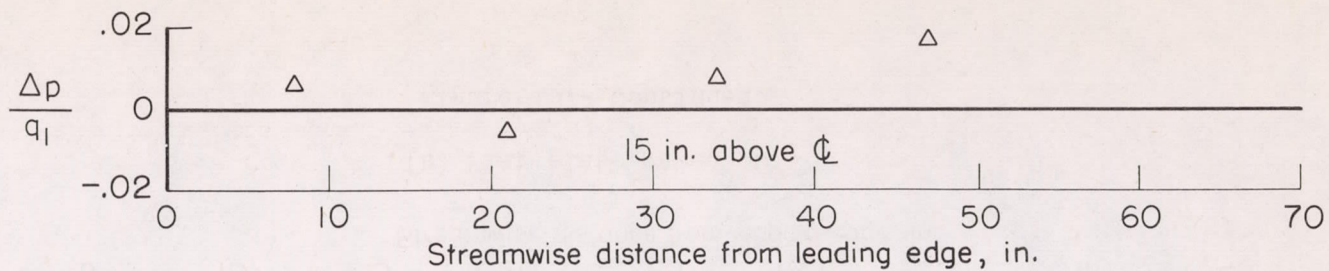 .02
Δp
q₁
0
15 in. above ℄
-.02
0 10 20 30 40 50 60 70
Streamwise distance from leading edge, in.